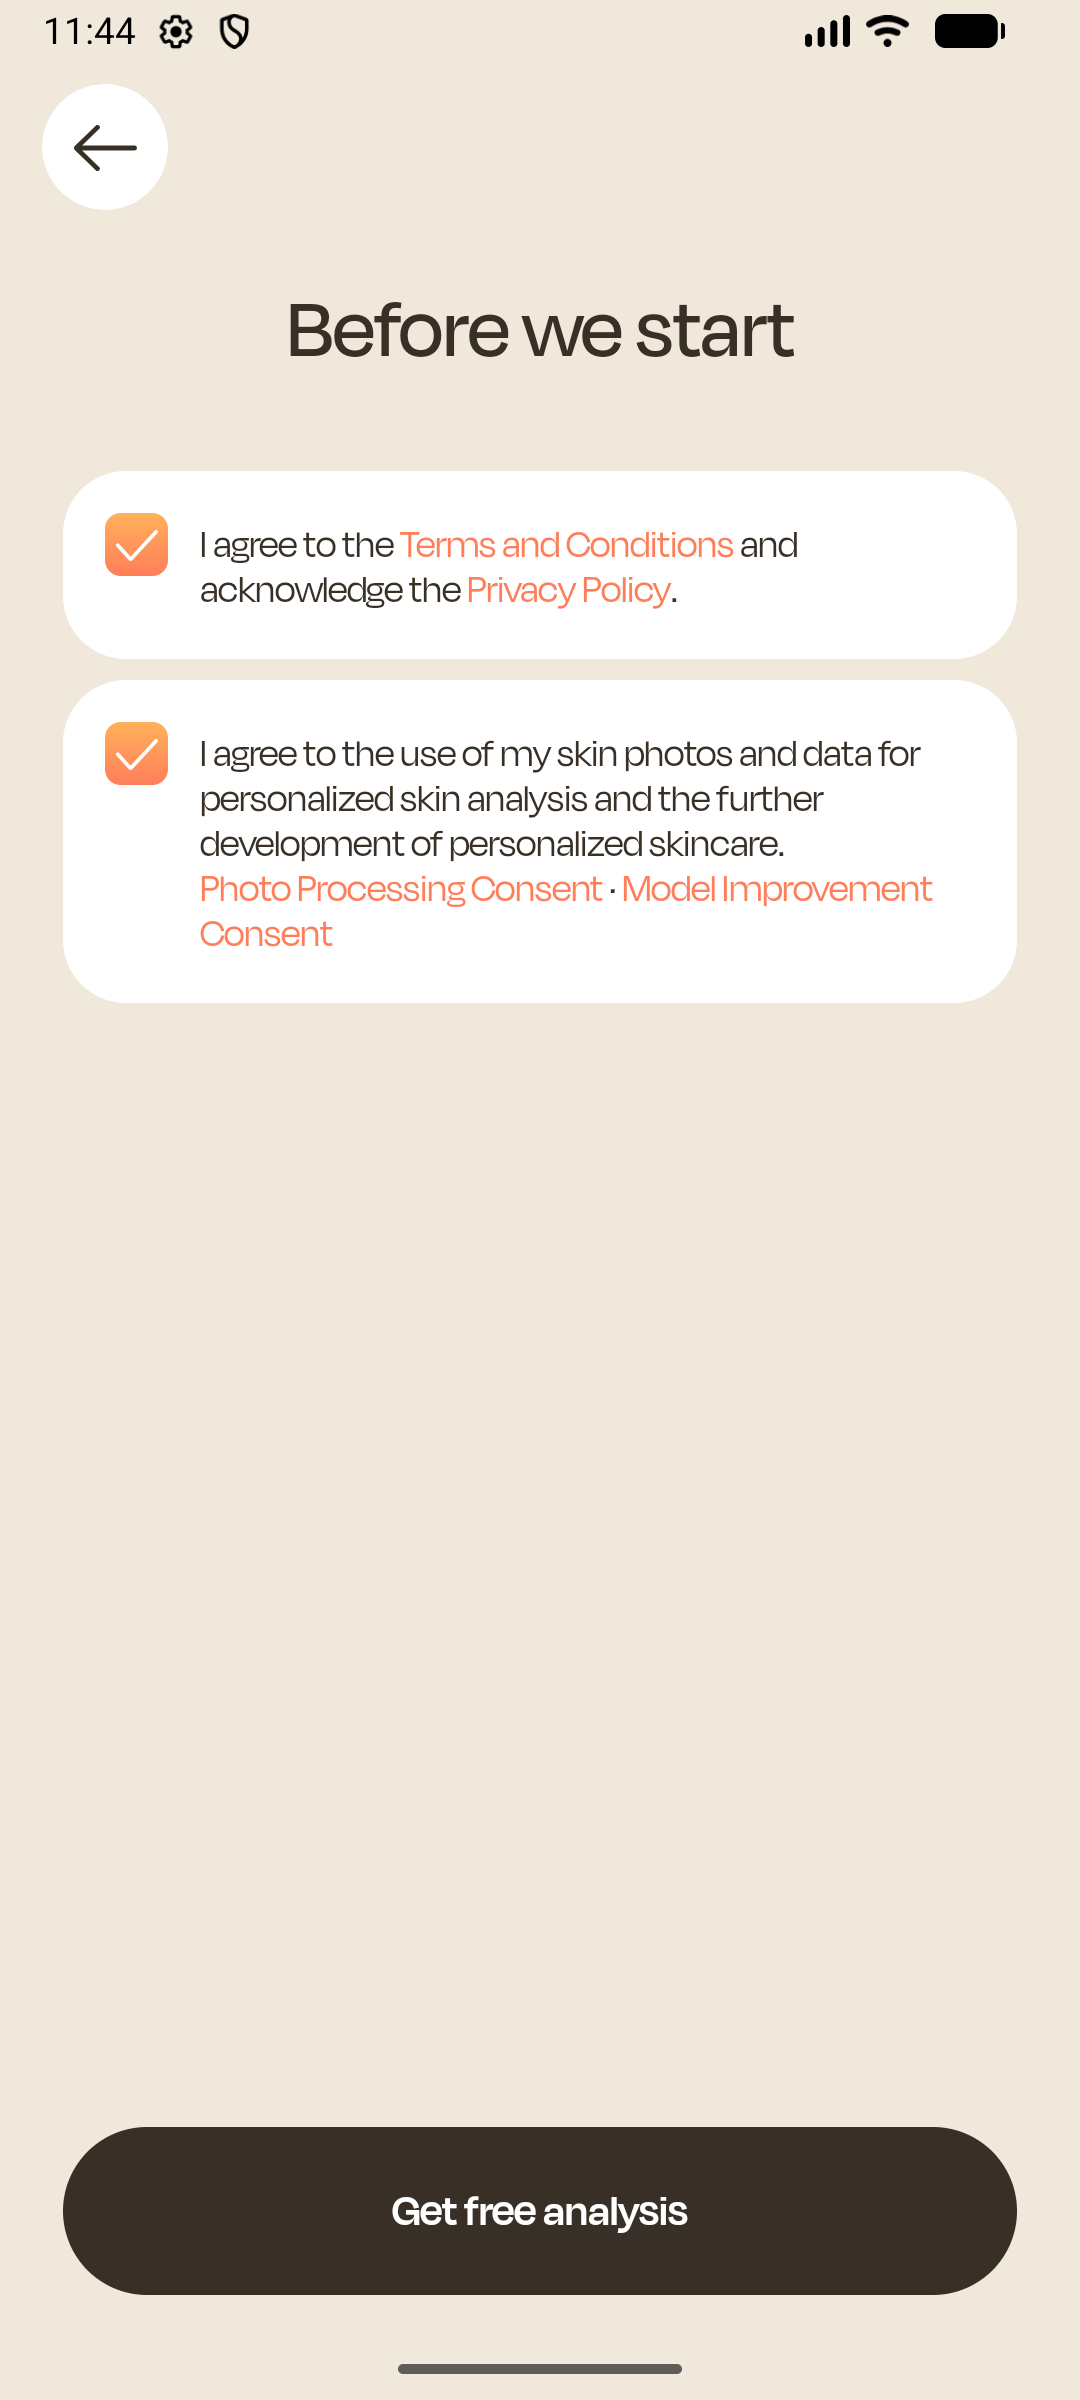 11:44
Before we start
I agree to the Terms and Conditions and
acknowledge the Privacy Policy.
I agree to the use of my skin photos and data for
personalized skin analysis and the further
development of personalized skincare.
Photo Processing Consent · Model Improvement
Consent
Get free analysis